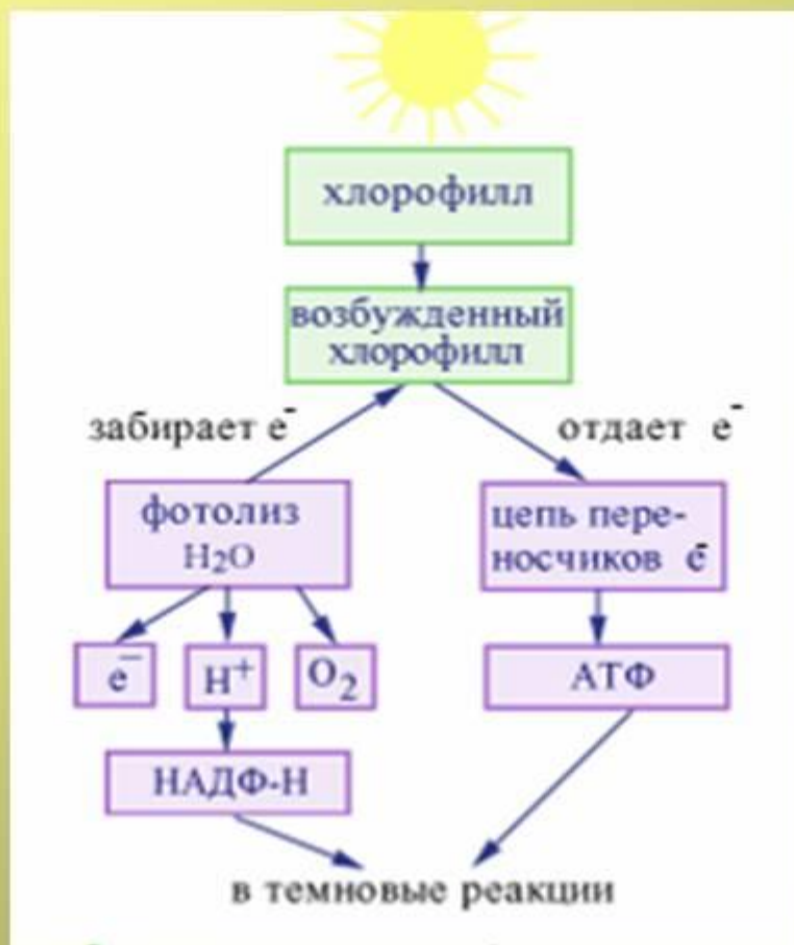 хлорофилл
возбужденный
хлорофилл
забирает e⁻
отдает e⁻
фотолиз
H₂O
цепь пере-
носчиков e⁻
e⁻
H⁺
O₂
АТФ
НАДФ-Н
в темновые реакции